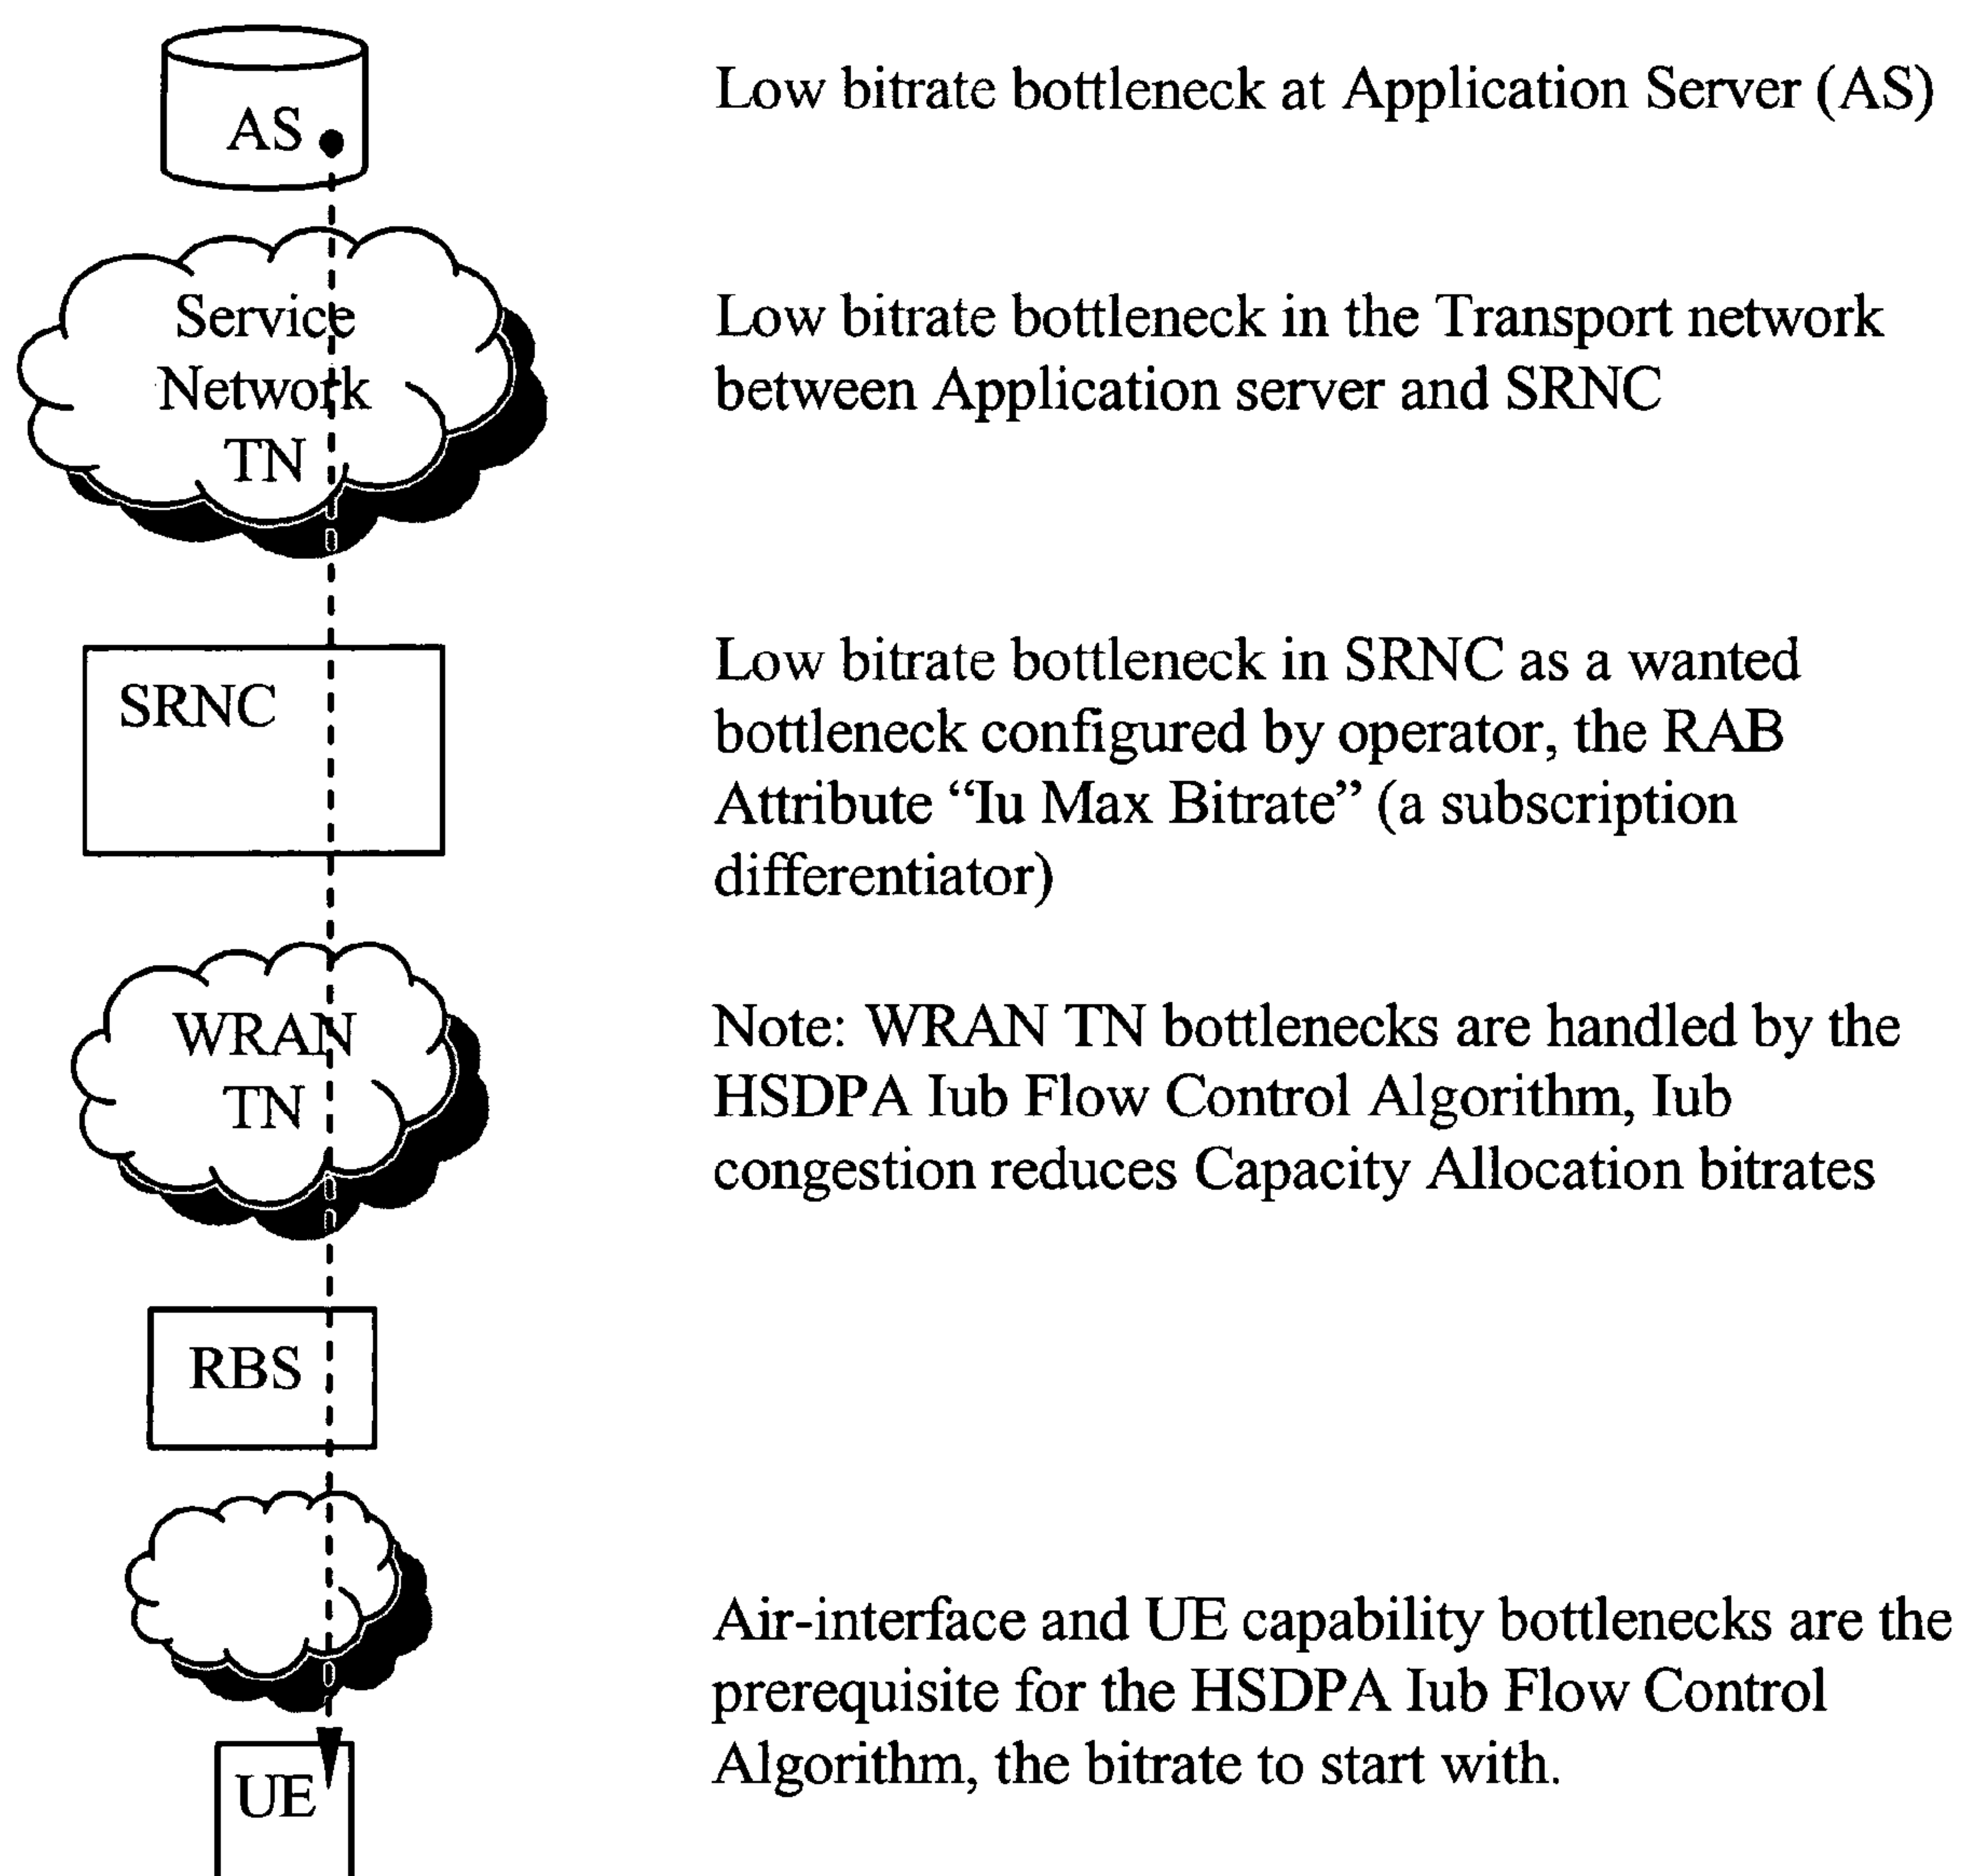 AS
Low bitrate bottleneck at Application Server (AS)
Service
Network
TN
Low bitrate bottleneck in the Transport network
between Application server and SRNC
SRNC
Low bitrate bottleneck in SRNC as a wanted
bottleneck configured by operator, the RAB
Attribute “Iu Max Bitrate” (a subscription
differentiator)
WRAN
TN
Note: WRAN TN bottlenecks are handled by the
HSDPA Iub Flow Control Algorithm, Iub
congestion reduces Capacity Allocation bitrates
RBS
Air-interface and UE capability bottlenecks are the
prerequisite for the HSDPA Iub Flow Control
Algorithm, the bitrate to start with.
UE